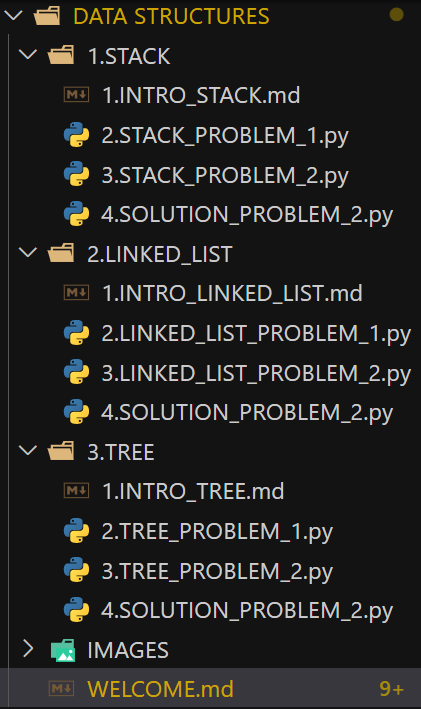 DATA STRUCTURES
1.STACK
1.INTRO_STACK.md
2.STACK_PROBLEM_1.py
3.STACK_PROBLEM_2.py
4.SOLUTION_PROBLEM_2.py
2.LINKED_LIST
1.INTRO_LINKED_LIST.md
2.LINKED_LIST_PROBLEM_1.py
3.LINKED_LIST_PROBLEM_2.py
4.SOLUTION_PROBLEM_2.py
3.TREE
1.INTRO_TREE.md
2.TREE_PROBLEM_1.py
3.TREE_PROBLEM_2.py
4.SOLUTION_PROBLEM_2.py
IMAGES
WELCOME.md 9+